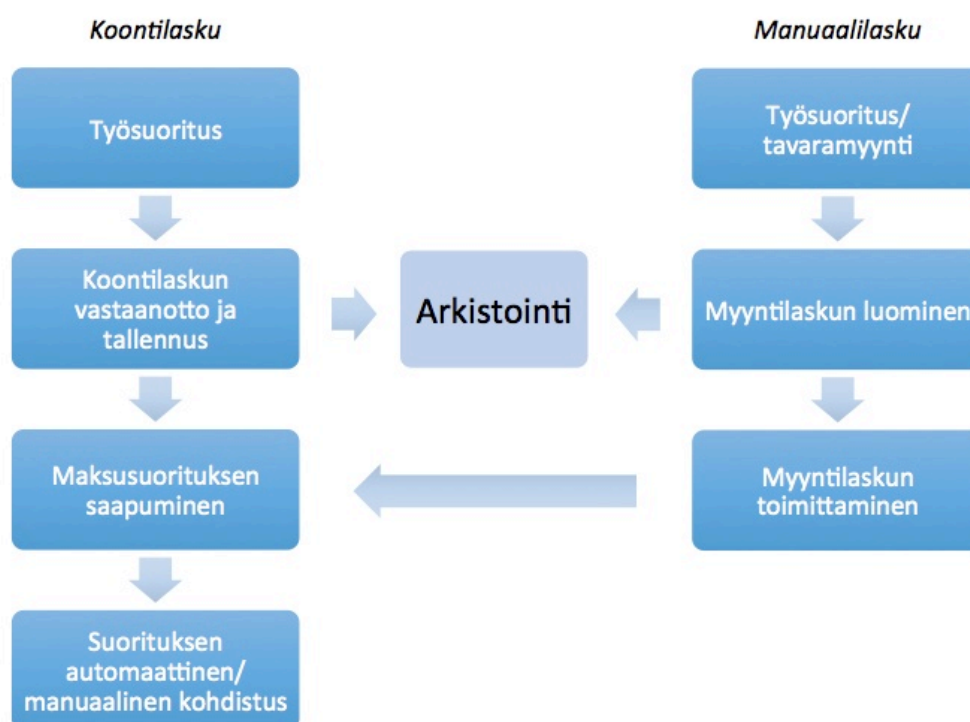 Koontilasku
Manuaalilasku
Työsuoritus
Työsuoritus/
tavaramyynti
Koontilaskun
vastaanotto ja
tallennus
Arkistointi
Myyntilaskun luominen
Maksusuorituksen
saapuminen
Myyntilaskun
toimittaminen
Suorituksen
automaattinen/
manuaalinen kohdistus